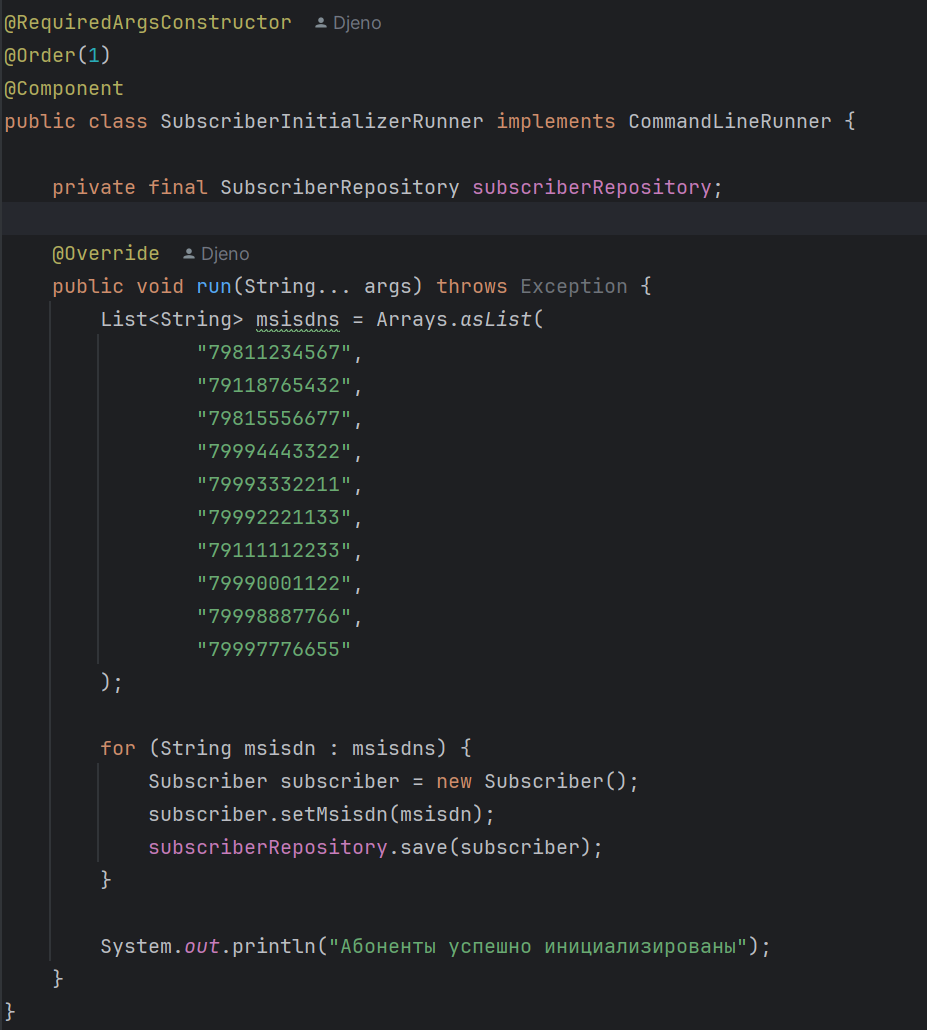 @RequiredArgsConstructor Djeno
@Order(1)
@Component
public class SubscriberInitializerRunner implements CommandLineRunner {
private final SubscriberRepository subscriberRepository;
@Override Djeno
public void run(String... args) throws Exception {
List<String> msisdns = Arrays.asList(
"79811234567",
"79118765432",
"79815556677",
"79994443322",
"79993332211",
"79992221133",
"79111112233",
"79990001122",
"79998887766",
"79997776655"
);
for (String msisdn : msisdns) {
Subscriber subscriber = new Subscriber();
subscriber.setMsisdn(msisdn);
subscriberRepository.save(subscriber);
}
System.out.println("Абоненты успешно инициализированы");
}
}